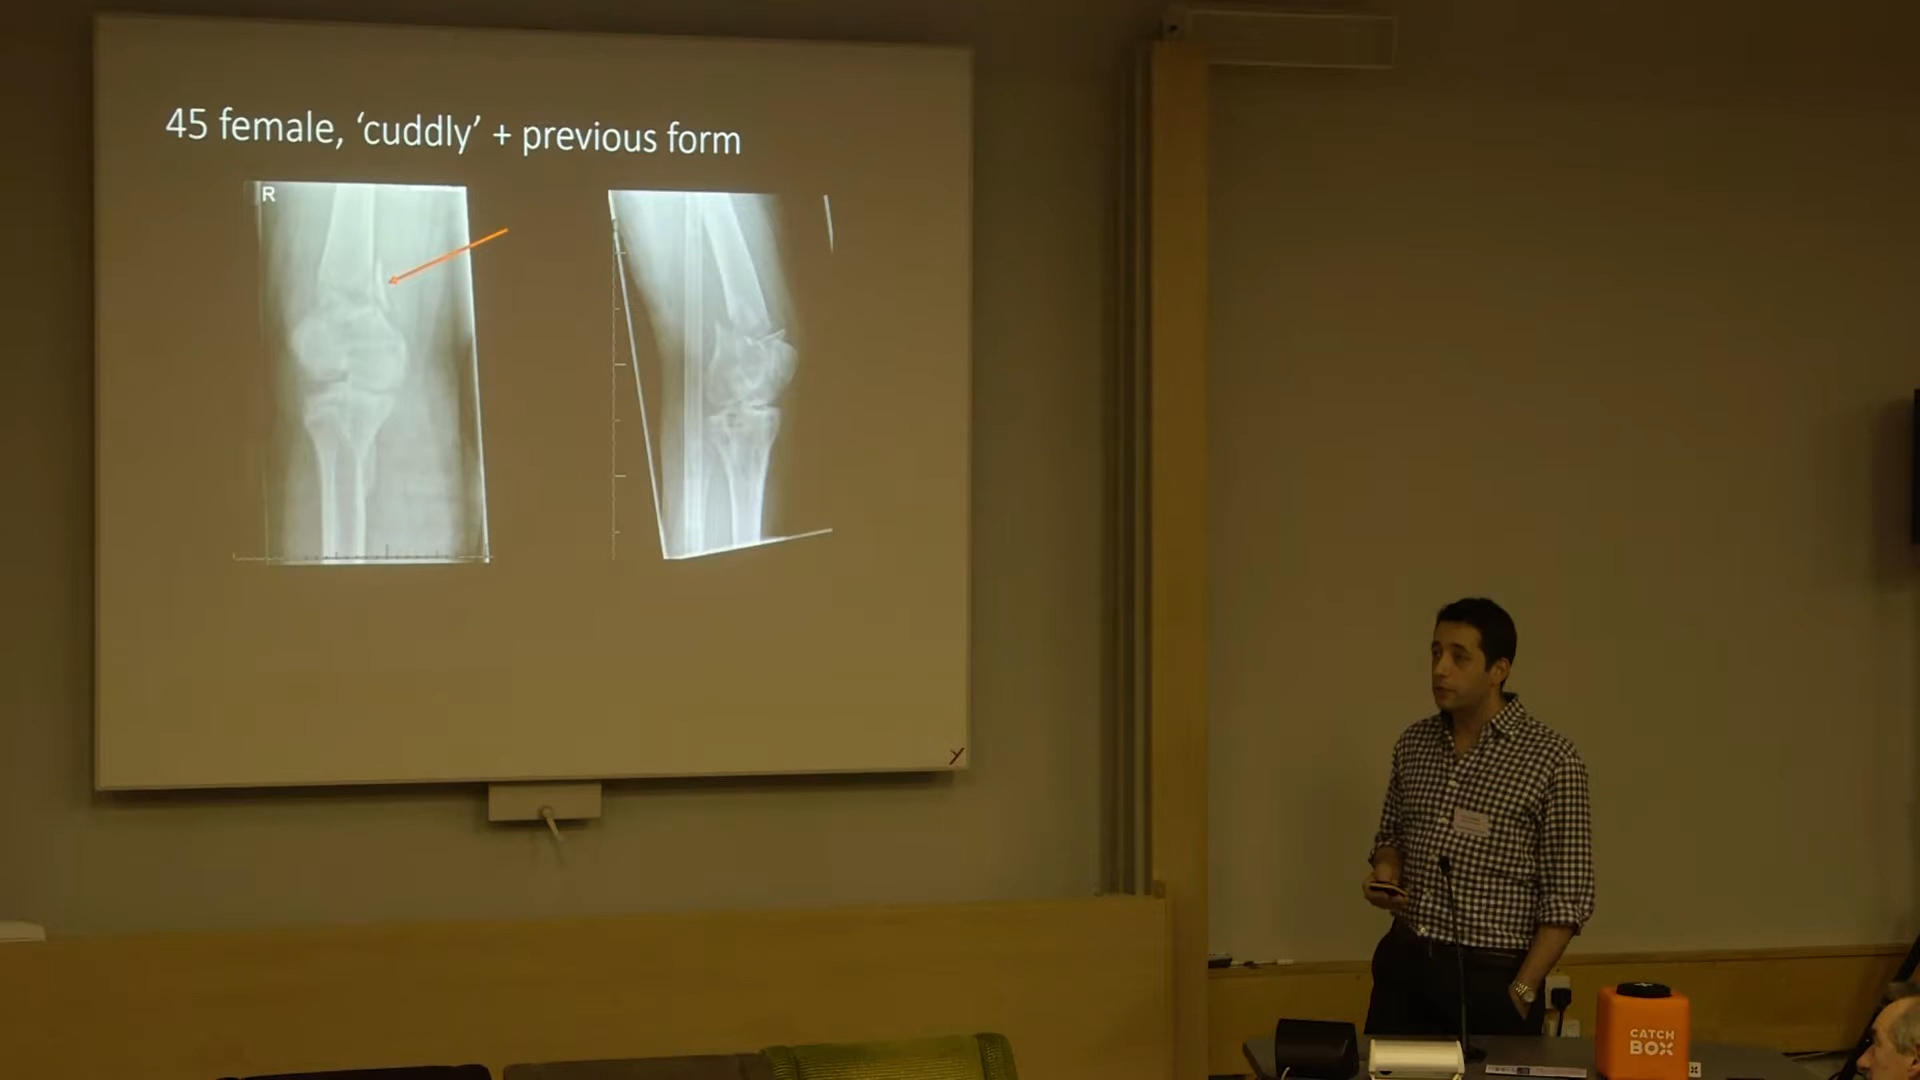 45 female, ‘cuddly’ + previous form
R
CATCH
BOX